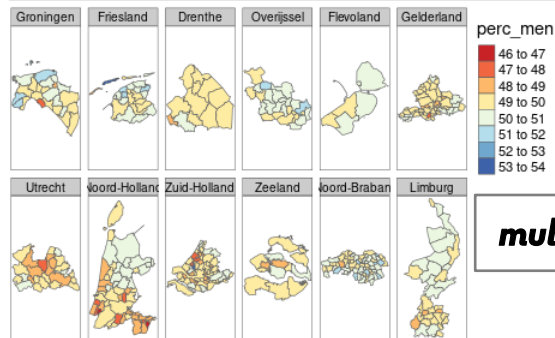 Groningen
Friesland
Drenthe
Overijssel
Flevoland
Gelderland
perc_men
46 to 47
47 to 48
48 to 49
49 to 50
50 to 51
51 to 52
52 to 53
53 to 54
Utrecht
Noord-Holland
Zuid-Holland
Zeeland
Noord-Braban
Limburg
mul